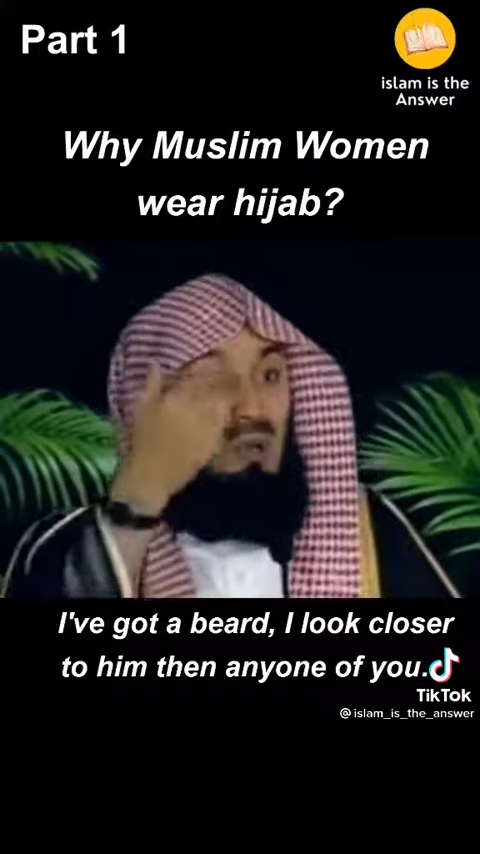 Part 1
islam is the
Answer
Why Muslim Women
wear hijab?
I've got a beard, I look closer
to him then anyone of you.
TikTok
@islam_is_the_answer